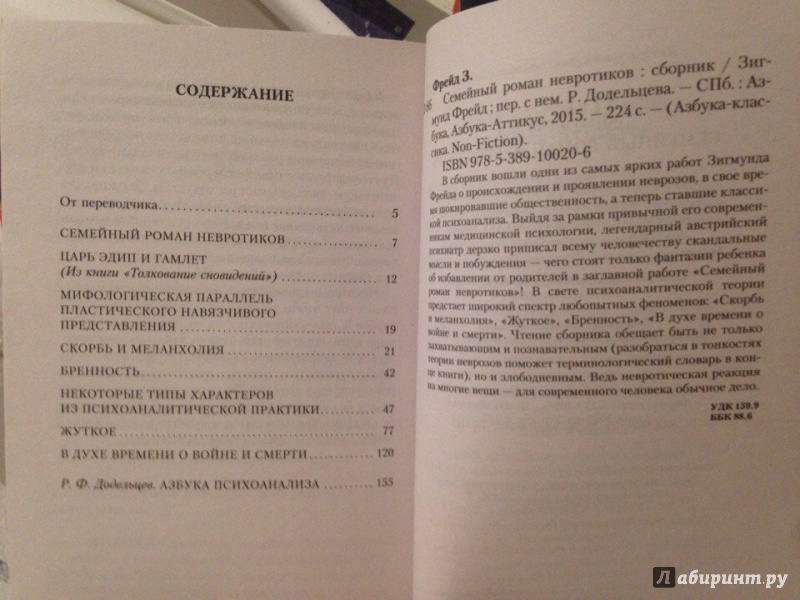 СОДЕРЖАНИЕ
От переводчика 5
СЕМЕЙНЫЙ РОМАН НЕВРОТИКОВ 7
ЦАРЬ ЭДИП И ГАМЛЕТ
(Из книги «Толкование сновидений») 12
МИФОЛОГИЧЕСКАЯ ПАРАЛЛЕЛЬ
ПЛАСТИЧЕСКОГО НАВЯЗЧИВОГО
ПРЕДСТАВЛЕНИЯ 19
СКОРБЬ И МЕЛАНХОЛИЯ 21
БРЕННОСТЬ 42
НЕКОТОРЫЕ ТИПЫ ХАРАКТЕРОВ
ИЗ ПСИХОАНАЛИТИЧЕСКОЙ ПРАКТИКИ 47
ЖУТКОЕ 77
В ДУХЕ ВРЕМЕНИ О ВОЙНЕ И СМЕРТИ 120
Р. Ф. Додельцев. АЗБУКА ПСИХОАНАЛИЗА 155
Фрейд З.
Семейный роман невротиков : сборник / Зиг-
мунд Фрейд ; пер. с нем. Р. Додельцева. — СПб. : Аз-
бука, Азбука-Аттикус, 2015. — 224 с. — (Азбука-клас-
сика. Non-Fiction).
ISBN 978-5-389-10020-6
В сборник вошли одни из самых ярких работ Зигмунда
Фрейда о происхождении и проявлении неврозов, в свое вре-
мя шокировавшие общественность, а теперь ставшие класси-
кой психоанализа. Выйдя за рамки привычной его современ-
никам медицинской психологии, легендарный австрийский
психиатр дерзко приписал всему человечеству скандальные
мысли и побуждения — чего стоят только фантазии ребенка
об избавлении от родителей в заглавной работе «Семейный
роман невротиков»! В свете психоаналитической теории
предстает широкий спектр любопытных феноменов: «Скорбь
и меланхолия», «Жуткое», «Бренность», «В духе времени о
войне и смерти». Чтение сборника обещает быть не только
захватывающим и познавательным (разобраться в тонкостях
теории неврозов поможет терминологический словарь в кон-
це книги), но и злободневным. Ведь невротическая реакция
на многие вещи — для современного человека обычное дело.
УДК 159.9
ББК 88.6
Лабиринт.ру